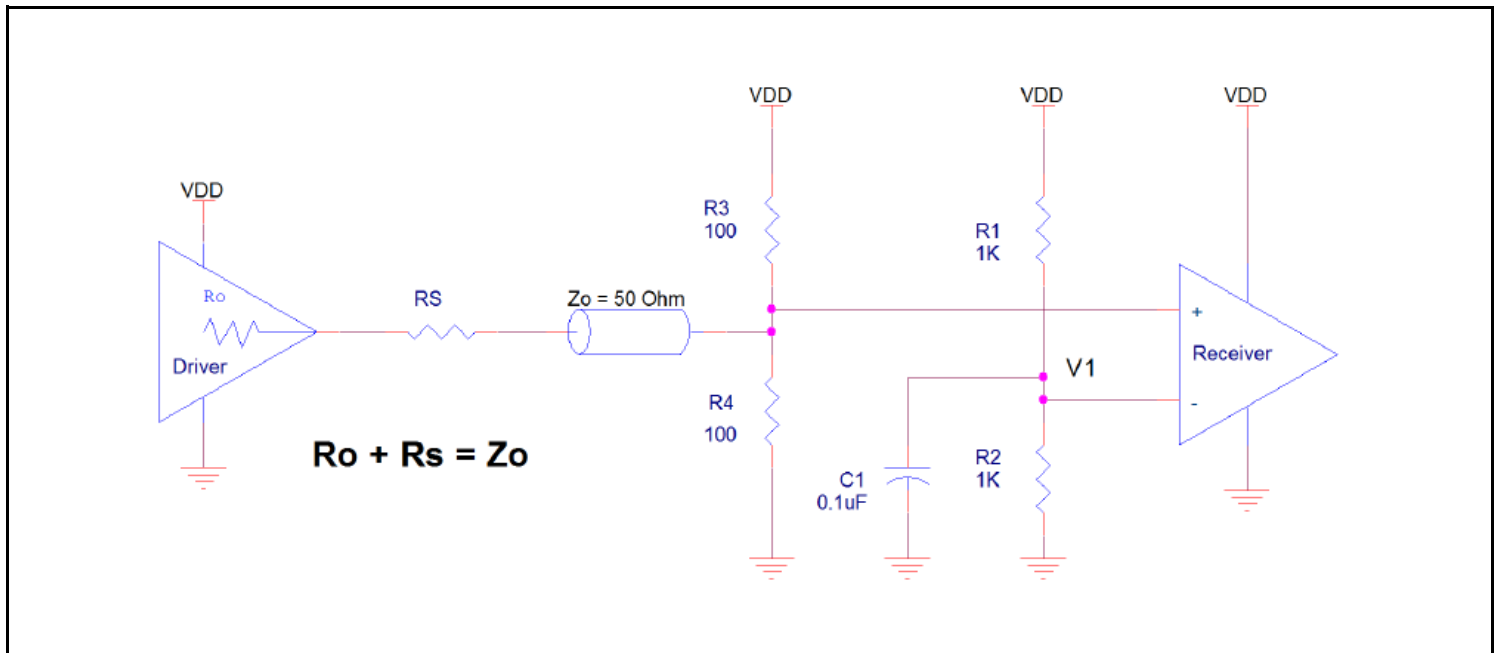 VDD
VDD
VDD
VDD
R3
100
R1
1K
Ro
RS
Zo = 50 Ohm
+
Driver
Receiver
V1
R4
100
-
Ro + Rs = Zo
R2
1K
C1
0.1uF